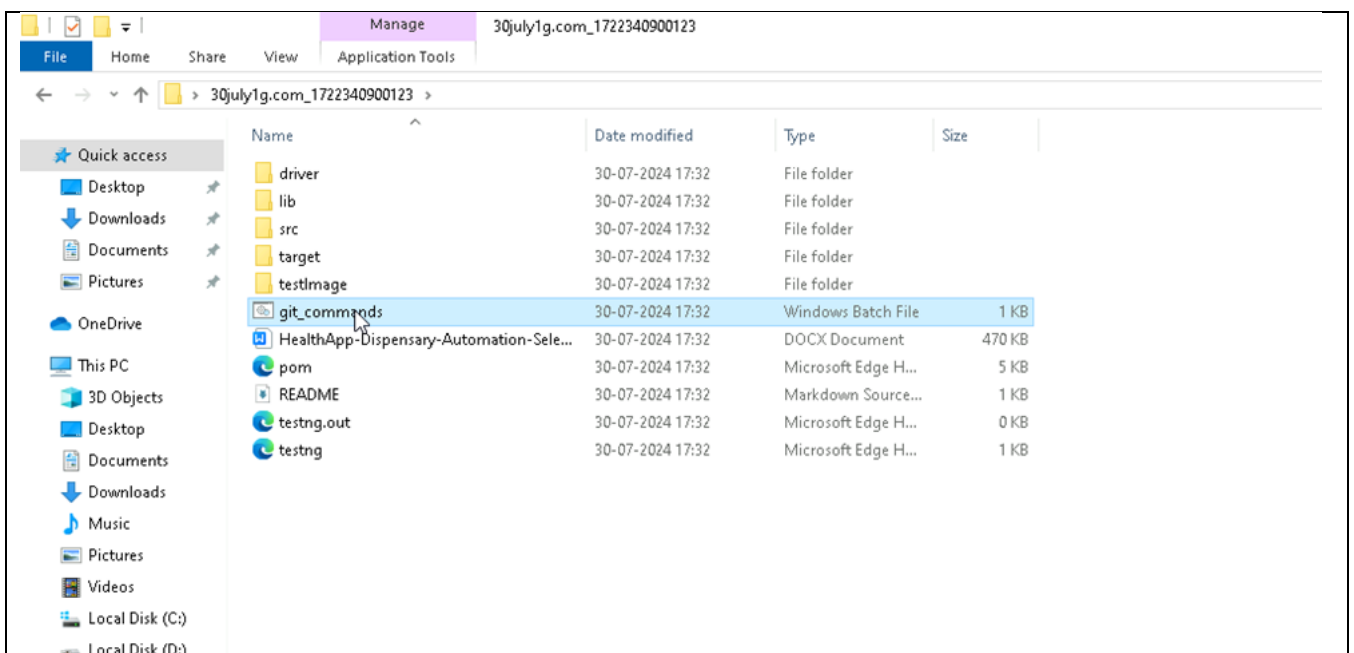 Manage 30july1g.com_1722340900123
File Home Share View Application Tools
30july1g.com_1722340900123
Name Date modified Type Size
Quick access
driver 30-07-2024 17:32 File folder
Desktop
lib 30-07-2024 17:32 File folder
Downloads
src 30-07-2024 17:32 File folder
Documents
target 30-07-2024 17:32 File folder
Pictures
testImage 30-07-2024 17:32 File folder
git_commands 30-07-2024 17:32 Windows Batch File 1 KB
OneDrive
HealthApp-Dispensary-Automation-Sele... 30-07-2024 17:32 DOCX Document 470 KB
This PC
pom 30-07-2024 17:32 Microsoft Edge H... 5 KB
3D Objects
README 30-07-2024 17:32 Markdown Source... 1 KB
Desktop
testng.out 30-07-2024 17:32 Microsoft Edge H... 0 KB
Documents
testng 30-07-2024 17:32 Microsoft Edge H... 1 KB
Downloads
Music
Pictures
Videos
Local Disk (C:)
Local Disk (D:)